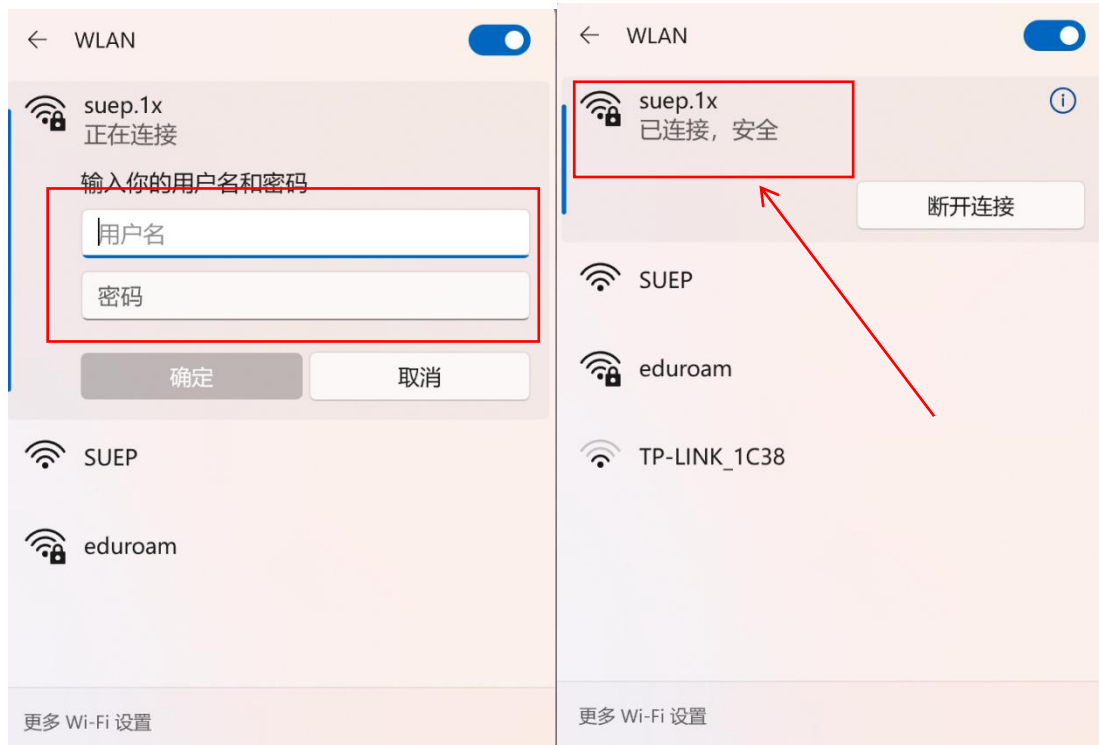 WLAN
suep.1x
正在连接
输入你的用户名和密码
用户名
密码
确定
取消
SUEP
eduroam
更多 Wi-Fi 设置
WLAN
suep.1x
已连接，安全
断开连接
SUEP
eduroam
TP-LINK_1C38
更多 Wi-Fi 设置